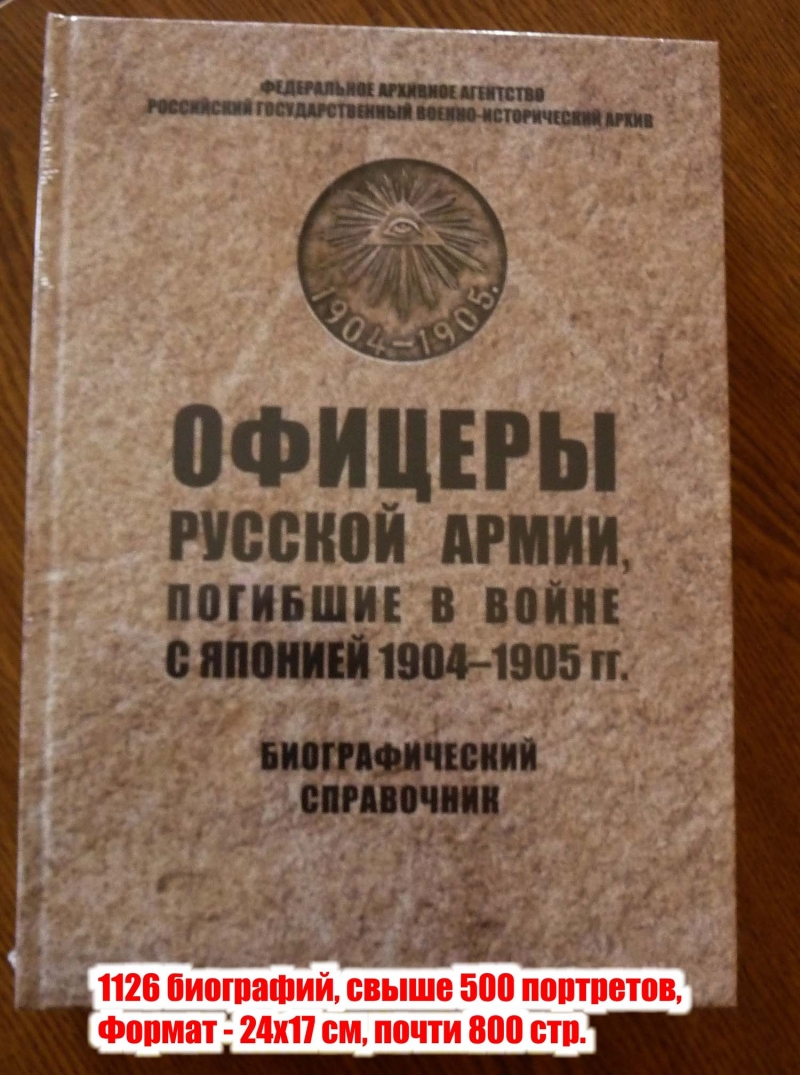 ФЕДЕРАЛЬНОЕ АРХИВНОЕ АГЕНТСТВО
РОССИЙСКИЙ ГОСУДАРСТВЕННЫЙ ВОЕННО-ИСТОРИЧЕСКИЙ АРХИВ
1904–1905.
ОФИЦЕРЫ
РУССКОЙ АРМИИ,
ПОГИБШИЕ В ВОЙНЕ
С ЯПОНИЕЙ 1904–1905 гг.
БИОГРАФИЧЕСКИЙ
СПРАВОЧНИК
1126 биографий, свыше 500 портретов,
Формат - 24х17 см, почти 800 стр.